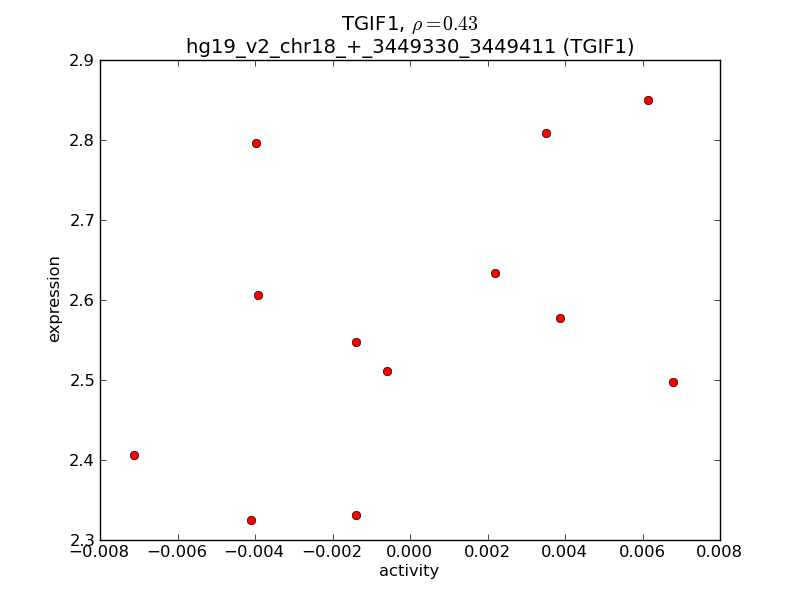 TGIF1, ρ=0.43
hg19_v2_chr18_+_3449330_3449411 (TGIF1)
2.9
2.8
2.7
2.6
2.5
2.4
2.3
expression
−0.008 −0.006 −0.004 −0.002 0.000 0.002 0.004 0.006 0.008
activity